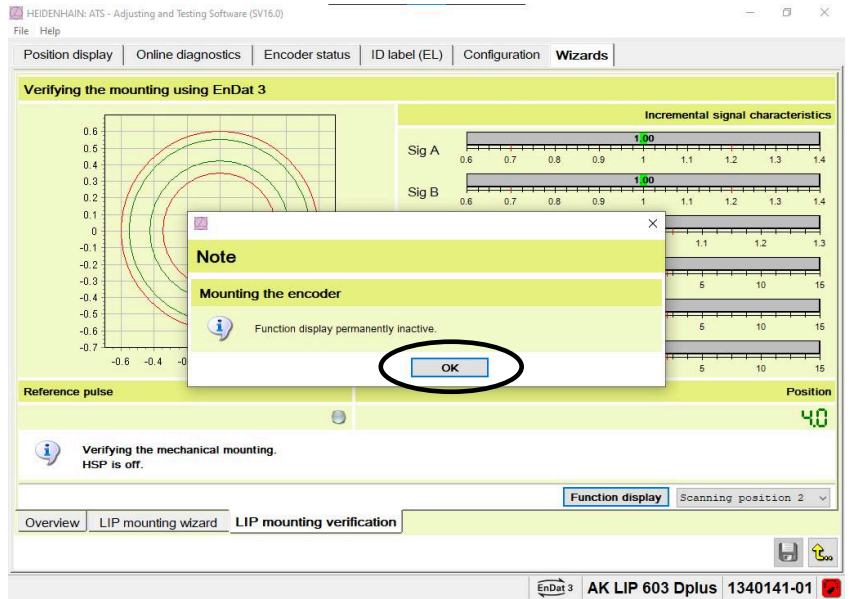 HEIDENHAIN: ATS - Adjusting and Testing Software (SV16.0)
File Help
Position display Online diagnostics Encoder status ID label (EL) Configuration Wizards
Verifying the mounting using EnDat 3
Incremental signal characteristics
0.6
0.5
0.4
0.3
0.2
0.1
0
-0.1
-0.2
-0.3
-0.4
-0.5
-0.6
-0.7
-0.6 -0.4 -0
Sig A
1.00
0.6 0.7 0.8 0.9 1 1.1 1.2 1.3 1.4
Sig B
1.00
0.6 0.7 0.8 0.9 1 1.1 1.2 1.3 1.4
1.1 1.2 1.3
5 10 15
5 10 15
5 10 15
Note
Mounting the encoder
Function display permanently inactive.
OK
Reference pulse
Position
4.0
Verifying the mechanical mounting.
HSP is off.
Function display Scanning position 2
Overview LIP mounting wizard LIP mounting verification
EnDat 3 AK LIP 603 Dplus 1340141-01